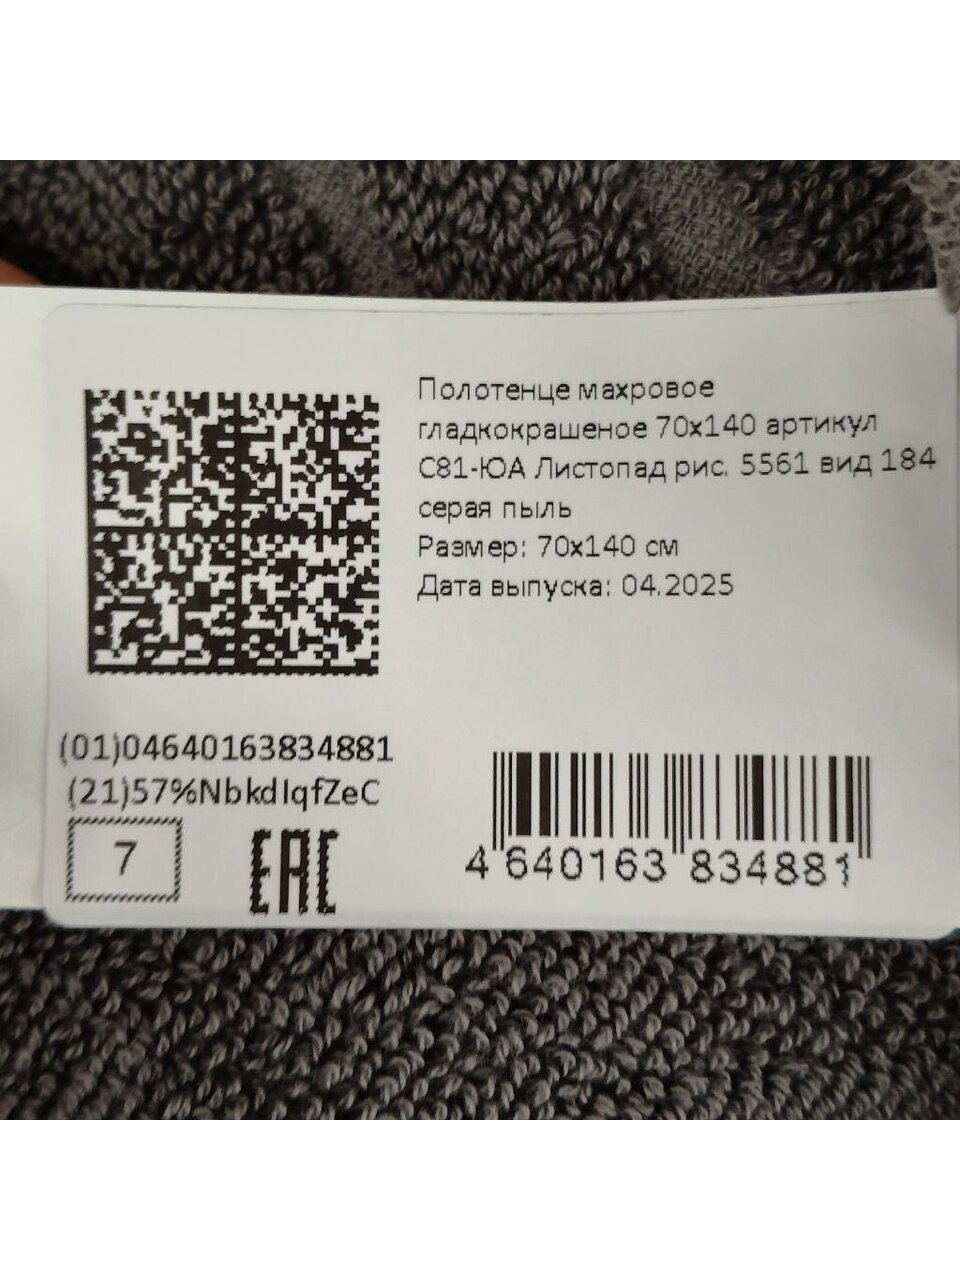 Полотенце махровое
гладкокрашеное 70х140 артикул
С81-ЮА Листопад рис. 5561 вид 184
серая пыль
Размер: 70х140 см
Дата выпуска: 04.2025
(01)04640163834881
(21)57%NbkdIqfZeC
7
EAC
4 640163 834881